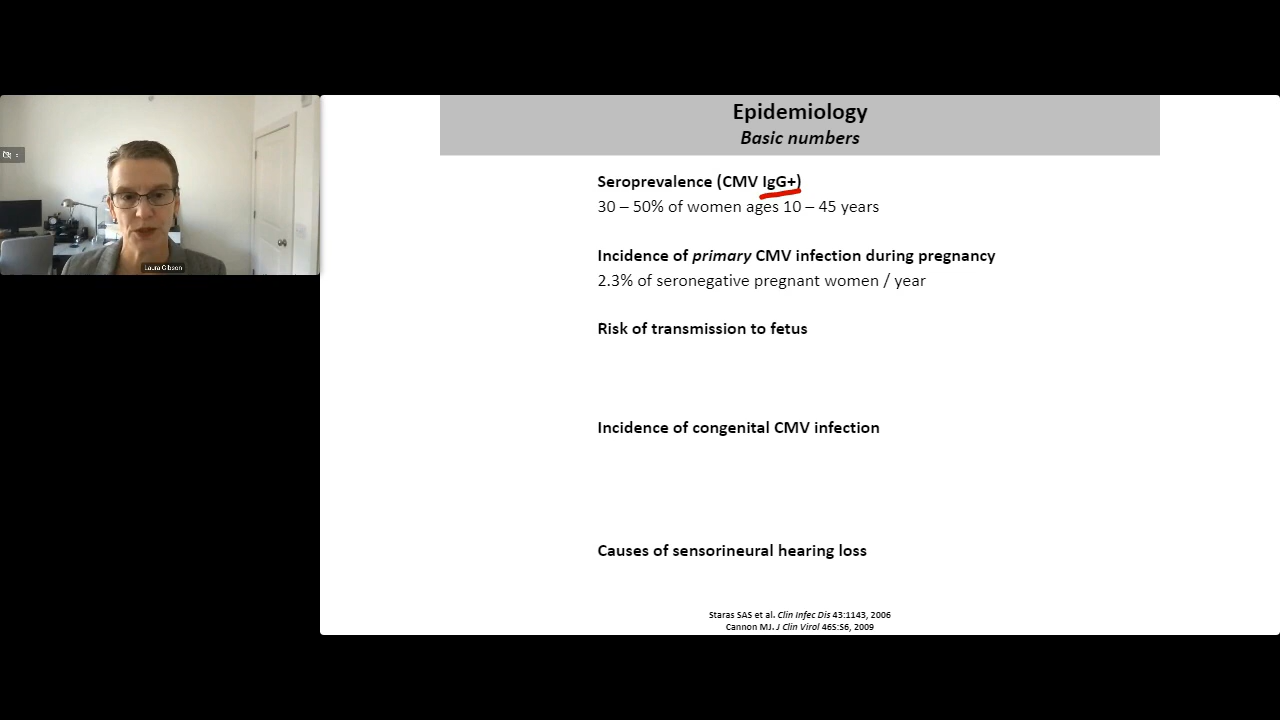 Epidemiology
Basic numbers
Seroprevalence (CMV IgG+)
30 – 50% of women ages 10 – 45 years
Incidence of primary CMV infection during pregnancy
2.3% of seronegative pregnant women / year
Risk of transmission to fetus
Incidence of congenital CMV infection
Causes of sensorineural hearing loss
Staras SAS et al. Clin Infec Dis 43:1143, 2006
Cannon MJ. J Clin Virol 46S:S6, 2009
Laura Gibson